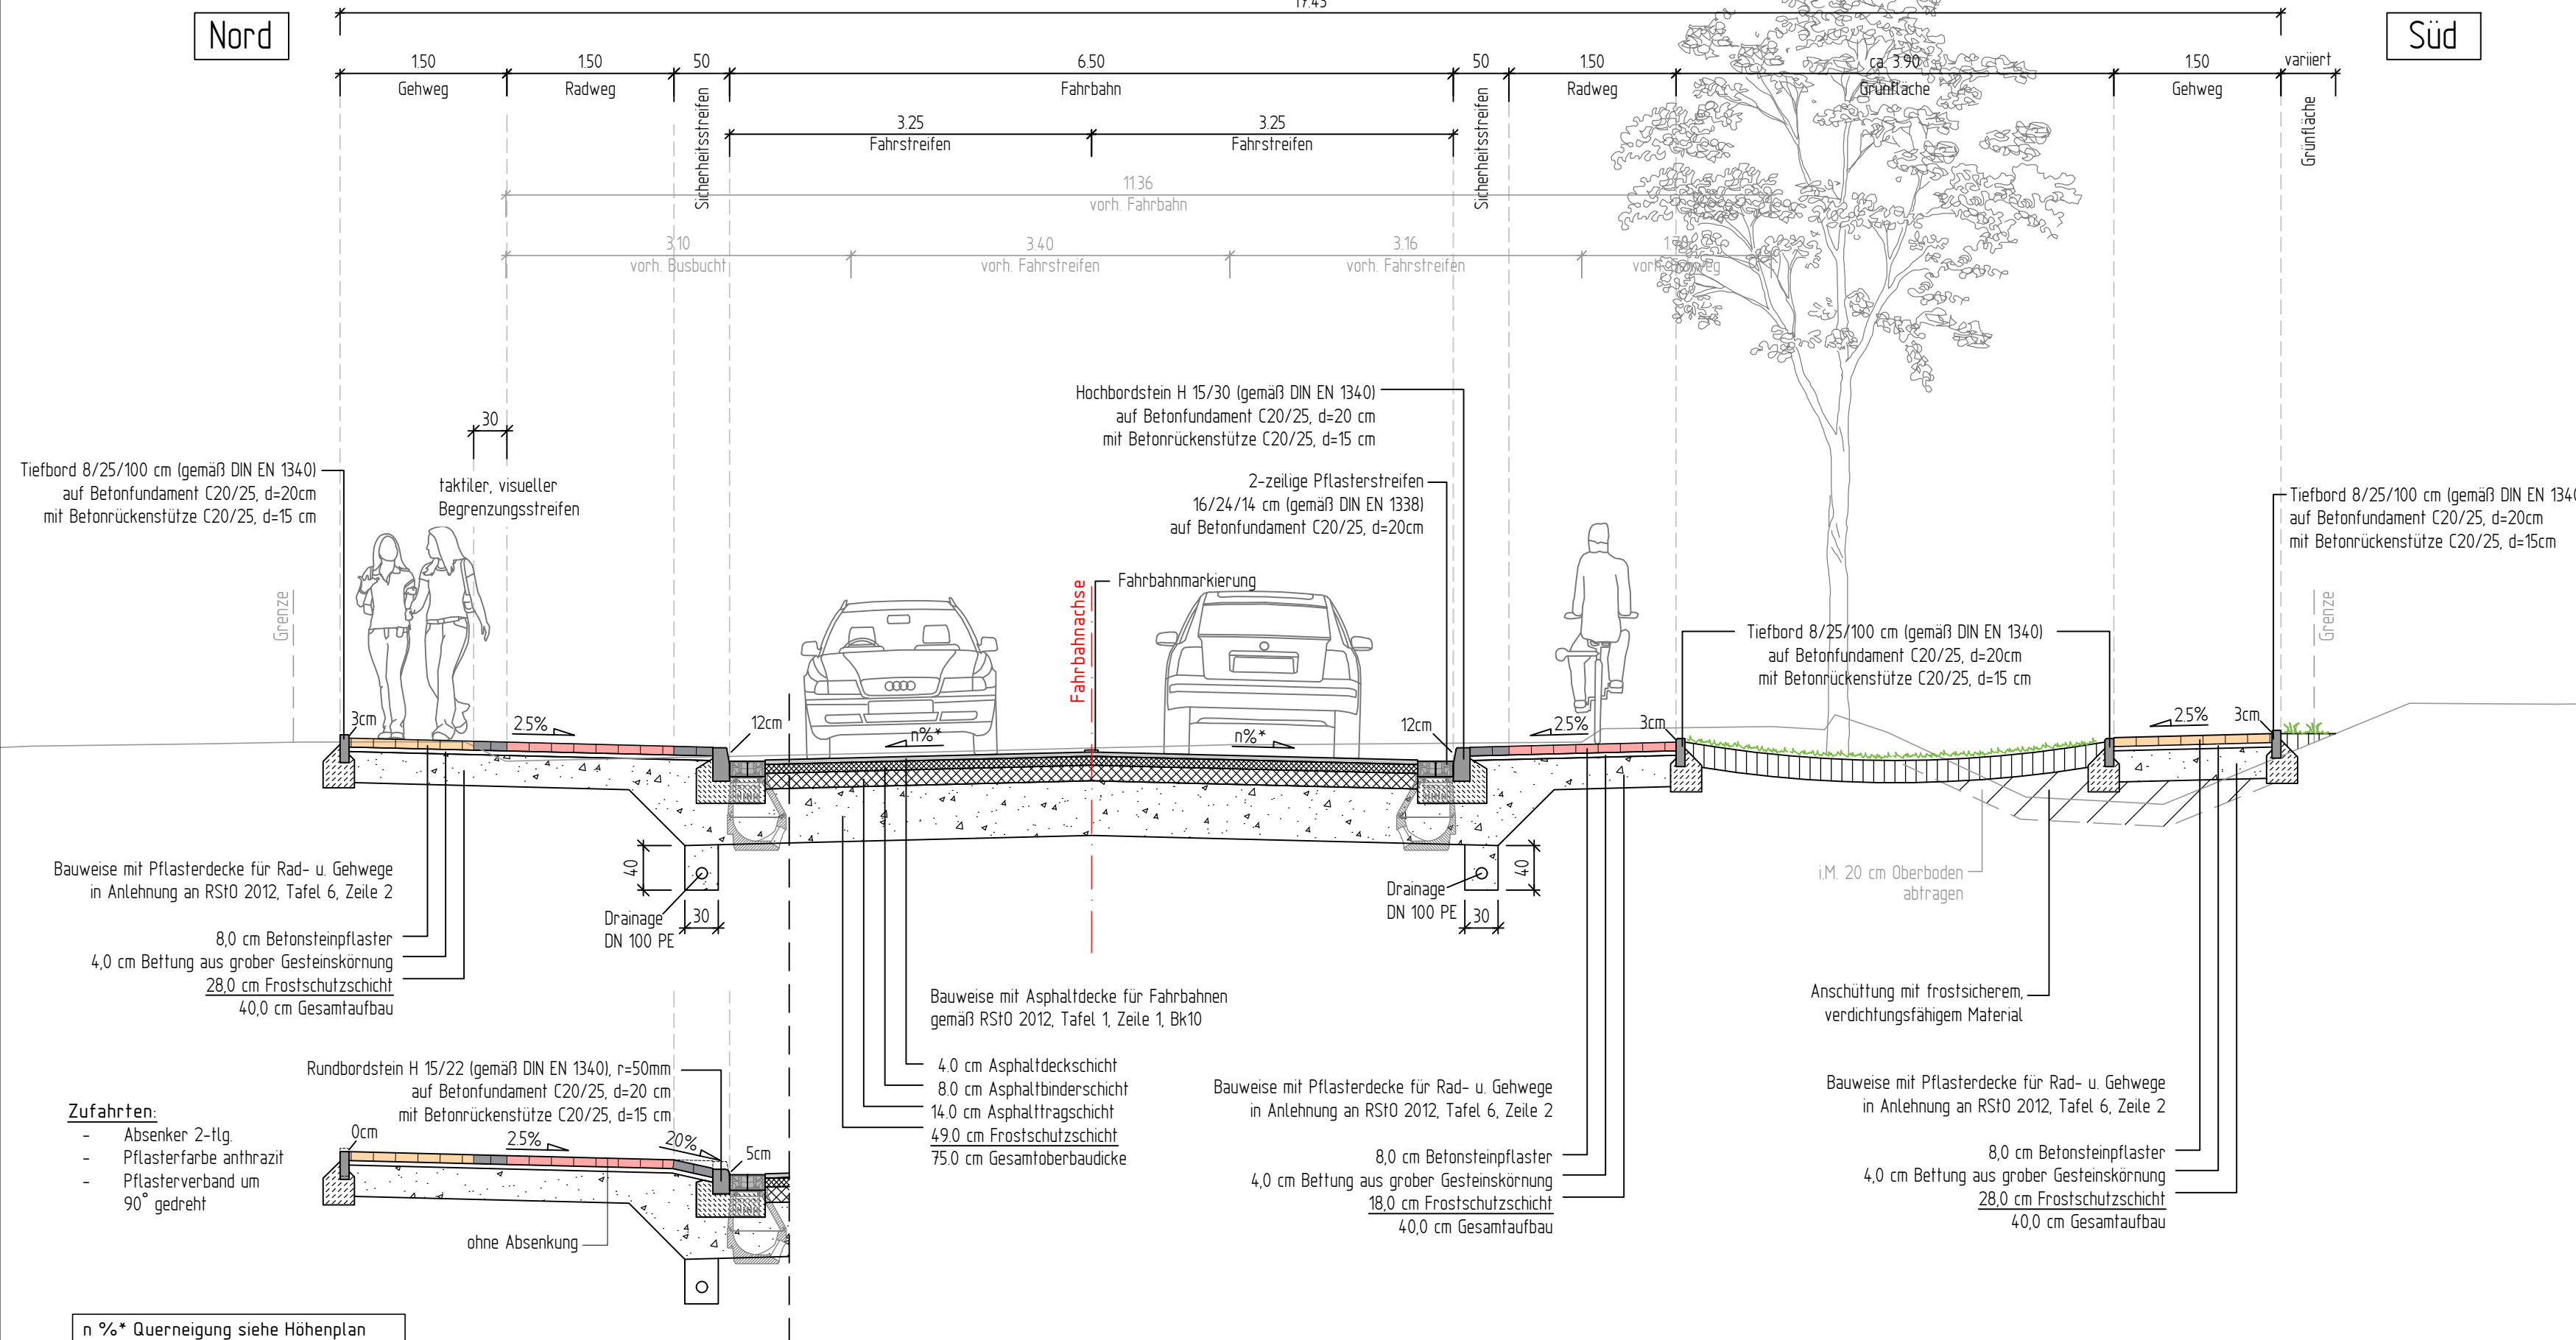 Nord
Süd
1.50
Gehweg
1.50
Radweg
50
Sicherheitsstreifen
6.50
Fahrbahn
50
Sicherheitsstreifen
1.50
Radweg
ca. 3.90
Grünfläche
1.50
Gehweg
variiert
Grünfläche
3.25
Fahrstreifen
3.25
Fahrstreifen
11.36
vorh. Fahrbahn
3.10
vorh. Busbucht
3.40
vorh. Fahrstreifen
3.16
vorh. Fahrstreifen
30
taktiler, visueller
Begrenzungsstreifen
Tiefbord 8/25/100 cm (gemäß DIN EN 1340)
auf Betonfundament C20/25, d=20cm
mit Betonrückenstütze C20/25, d=15 cm
Hochbordstein H 15/30 (gemäß DIN EN 1340)
auf Betonfundament C20/25, d=20 cm
mit Betonrückenstütze C20/25, d=15 cm
2-zeilige Pflasterstreifen
16/24/14 cm (gemäß DIN EN 1338)
auf Betonfundament C20/25, d=20cm
Tiefbord 8/25/100 cm (gemäß DIN EN
auf Betonfundament C20/25, d=20cm
mit Betonrückenstütze C20/25, d=15cm
Fahrbahnmarkierung
Fahrbahnachse
Grenze
Grenze
Tiefbord 8/25/100 cm (gemäß DIN EN 1340)
auf Betonfundament C20/25, d=20cm
mit Betonrückenstütze C20/25, d=15 cm
3cm
2.5%
12cm
n%*
n%*
12cm
2.5%
3cm
2.5%
3cm
40
Drainage
DN 100 PE
30
Drainage
DN 100 PE
30
40
i.M. 20 cm Oberboden
abtragen
Bauweise mit Pflasterdecke für Rad- u. Gehwege
in Anlehnung an RStO 2012, Tafel 6, Zeile 2
8,0 cm Betonsteinpflaster
4,0 cm Bettung aus grober Gesteinskörnung
28,0 cm Frostschutzschicht
40,0 cm Gesamtaufbau
Bauweise mit Asphaltdecke für Fahrbahnen
gemäß RStO 2012, Tafel 1, Zeile 1, Bk10
4.0 cm Asphaltdeckschicht
8.0 cm Asphaltbinderschicht
14.0 cm Asphalttragschicht
49.0 cm Frostschutzschicht
75.0 cm Gesamtoberbaudicke
Anschüttung mit frostsicherem,
verdichtungsfähigem Material
Bauweise mit Pflasterdecke für Rad- u. Gehwege
in Anlehnung an RStO 2012, Tafel 6, Zeile 2
8,0 cm Betonsteinpflaster
4,0 cm Bettung aus grober Gesteinskörnung
18,0 cm Frostschutzschicht
40,0 cm Gesamtaufbau
Bauweise mit Pflasterdecke für Rad- u. Gehwege
in Anlehnung an RStO 2012, Tafel 6, Zeile 2
8,0 cm Betonsteinpflaster
4,0 cm Bettung aus grober Gesteinskörnung
28,0 cm Frostschutzschicht
40,0 cm Gesamtaufbau
Rundbordstein H 15/22 (gemäß DIN EN 1340), r=50mm
auf Betonfundament C20/25, d=20 cm
mit Betonrückenstütze C20/25, d=15 cm
Zufahrten:
- Absenker 2-tlg.
- Pflasterfarbe anthrazit
- Pflasterverband um
90° gedreht
0cm
2.5%
20%
5cm
ohne Absenkung
n %* Querneigung siehe Höhenplan